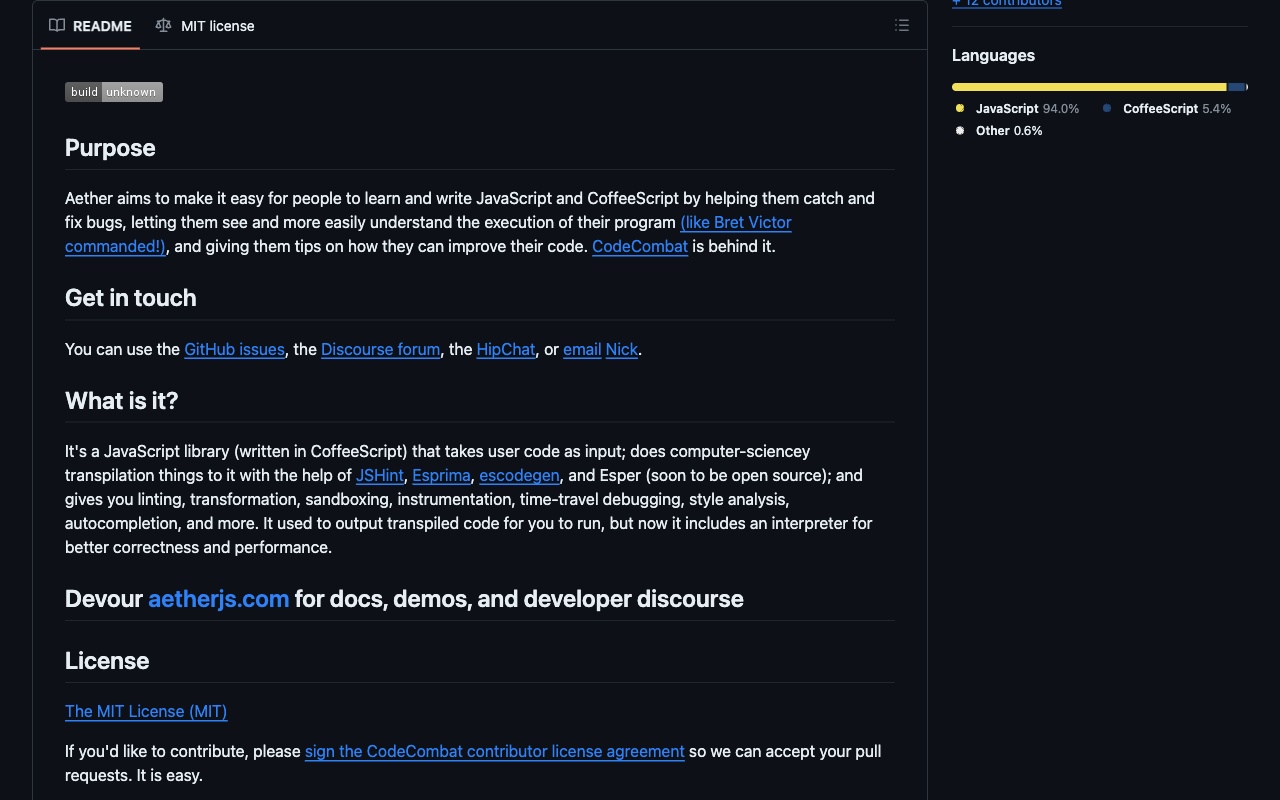 README
MIT license
+ 12 contributors
Languages
JavaScript 94.0%
CoffeeScript 5.4%
Other 0.6%
build unknown
Purpose
Aether aims to make it easy for people to learn and write JavaScript and CoffeeScript by helping them catch and
fix bugs, letting them see and more easily understand the execution of their program (like Bret Victor
commanded!), and giving them tips on how they can improve their code. CodeCombat is behind it.
Get in touch
You can use the GitHub issues, the Discourse forum, the HipChat, or email Nick.
What is it?
It's a JavaScript library (written in CoffeeScript) that takes user code as input; does computer-sciencey
transpilation things to it with the help of JSHint, Esprima, escodegen, and Esper (soon to be open source); and
gives you linting, transformation, sandboxing, instrumentation, time-travel debugging, style analysis,
autocompletion, and more. It used to output transpiled code for you to run, but now it includes an interpreter for
better correctness and performance.
Devour aetherjs.com for docs, demos, and developer discourse
License
The MIT License (MIT)
If you'd like to contribute, please sign the CodeCombat contributor license agreement so we can accept your pull
requests. It is easy.